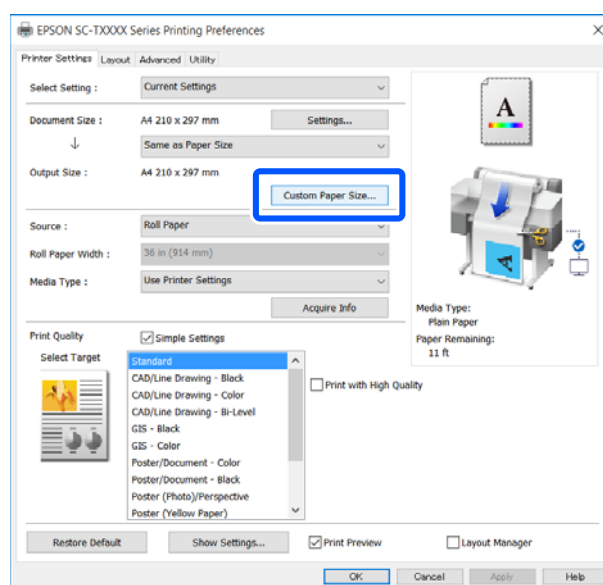 EPSON SC-TXXXX Series Printing Preferences
Printer Settings Layout Advanced Utility
Select Setting : Current Settings
Document Size : A4 210 x 297 mm Settings...
Same as Paper Size
Output Size : A4 210 x 297 mm
Custom Paper Size...
Source : Roll Paper
Roll Paper Width : 36 in (914 mm)
Media Type : Use Printer Settings
Acquire Info
A
A
Media Type:
Plain Paper
Paper Remaining:
11 ft
Print Quality Simple Settings
Select Target
Standard
CAD/Line Drawing - Black
CAD/Line Drawing - Color
CAD/Line Drawing - Bi-Level
GIS - Black
GIS - Color
Poster/Document - Color
Poster/Document - Black
Poster (Photo)/Perspective
Poster (Yellow Paper)
Print with High Quality
Restore Default Show Settings... Print Preview Layout Manager
OK Cancel Apply Help